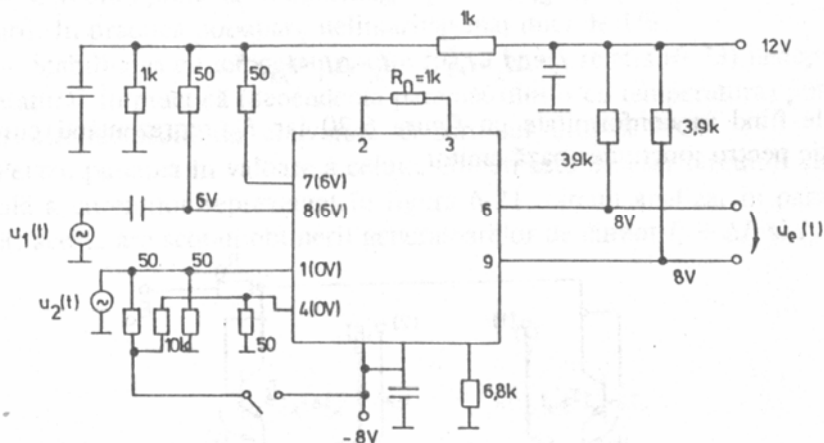 1k
12V
1k
50
50
Rn=1k
2
3
3,9k
3,9k
7(6V)
6V
8(6V)
6
8V
u1(t)
ue(t)
50
50
1(0V)
9
8V
u2(t)
4(0V)
10k
50
6,8k
-8V